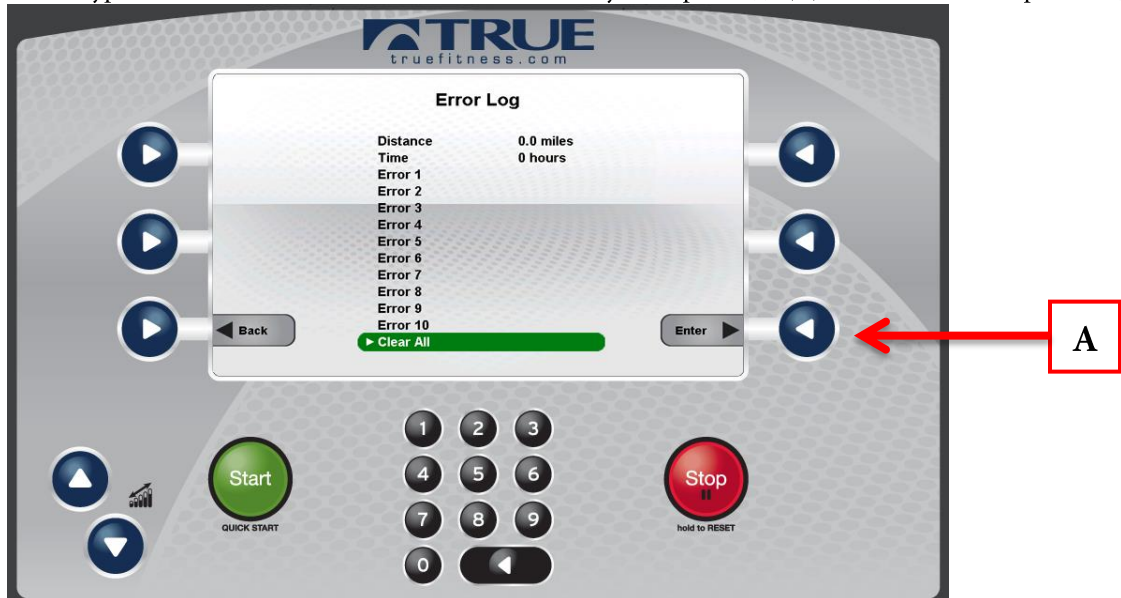 TRUE
truefitness.com
Error Log
Distance 0.0 miles
Time 0 hours
Error 1
Error 2
Error 3
Error 4
Error 5
Error 6
Error 7
Error 8
Error 9
Error 10
Back
Clear All
Enter
A
1 2 3
Start
4 5 6
Stop
QUICK START
7 8 9
hold to RESET
0